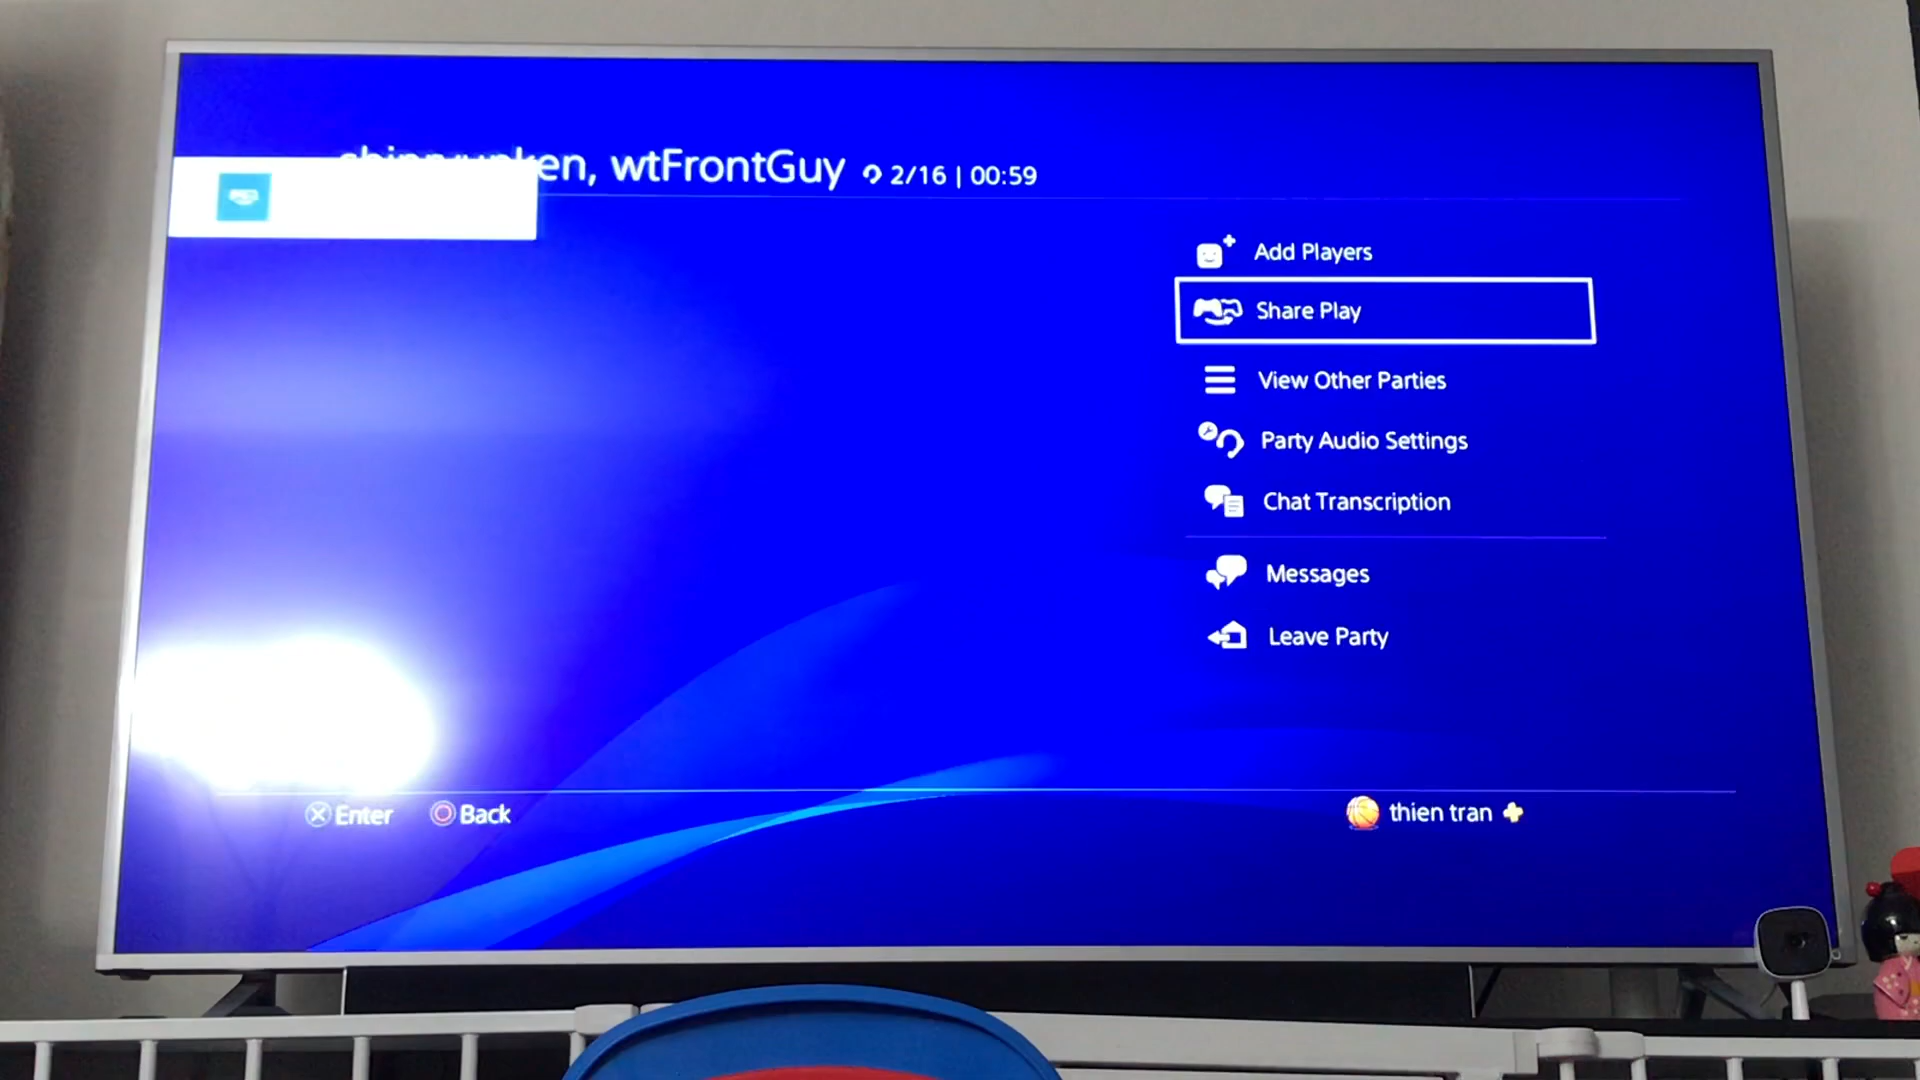 wtFrontGuy 2/16 | 00:59
Add Players
Share Play
View Other Parties
Party Audio Settings
Chat Transcription
Messages
Leave Party
Enter Back
thien tran